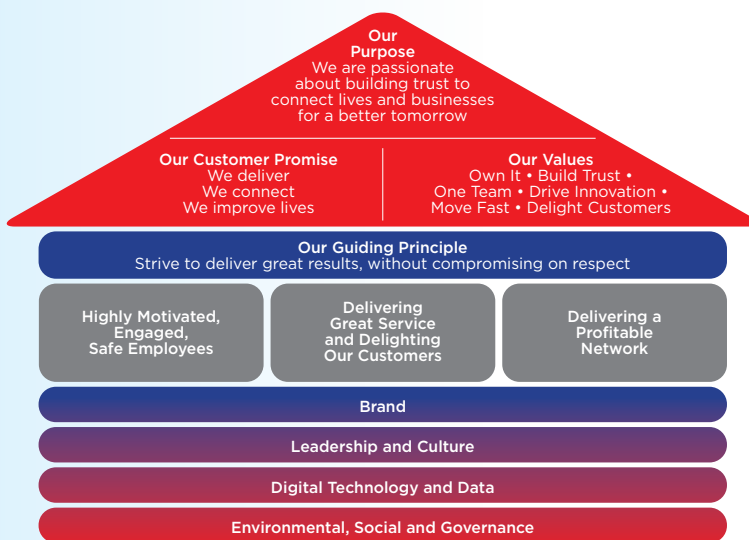 Our
Purpose
We are passionate
about building trust to
connect lives and businesses
for a better tomorrow
Our Customer Promise
We deliver
We connect
We improve lives
Our Values
Own It • Build Trust •
One Team • Drive Innovation •
Move Fast • Delight Customers
Our Guiding Principle
Strive to deliver great results, without compromising on respect
Highly Motivated,
Engaged,
Safe Employees
Delivering
Great Service
and Delighting
Our Customers
Delivering a
Profitable
Network
Brand
Leadership and Culture
Digital Technology and Data
Environmental, Social and Governance